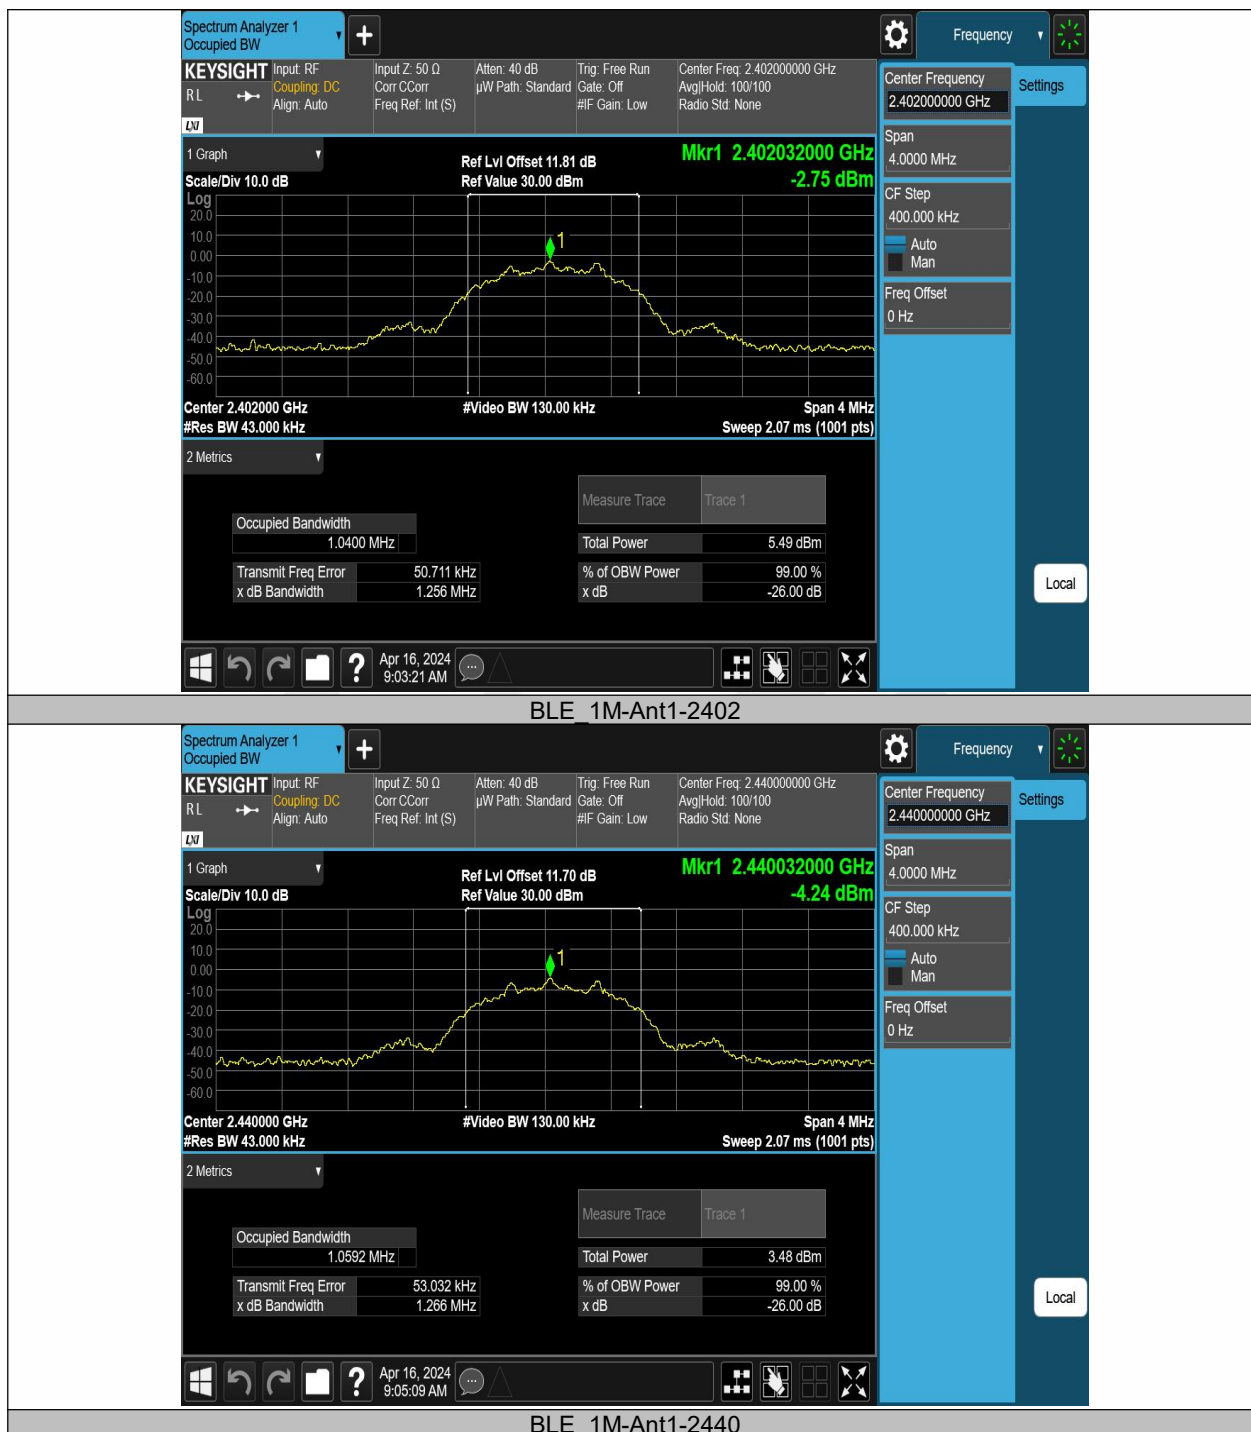 Spectrum Analyzer 1
Occupied BW
Frequency
KEYSIGHT
RL
LXI
Input: RF
Coupling: DC
Align: Auto
Input Z: 50 Ω
Corr CCorr
Freq Ref: Int (S)
Atten: 40 dB
µW Path: Standard
Trig: Free Run
Gate: Off
#IF Gain: Low
Center Freq: 2.402000000 GHz
Avg|Hold: 100/100
Radio Std: None
Center Frequency
2.402000000 GHz
Settings
Span
4.0000 MHz
CF Step
400.000 kHz
Auto
Man
Freq Offset
0 Hz
1 Graph
Scale/Div 10.0 dB
Ref Lvl Offset 11.81 dB
Ref Value 30.00 dBm
Mkr1 2.402032000 GHz
-2.75 dBm
Log
20.0
10.0
0.00
-10.0
-20.0
-30.0
-40.0
-50.0
-60.0
1
Center 2.402000 GHz
#Video BW 130.00 kHz
Span 4 MHz
#Res BW 43.000 kHz
Sweep 2.07 ms (1001 pts)
2 Metrics
Measure Trace Trace 1
Occupied Bandwidth
1.0400 MHz
Total Power 5.49 dBm
Transmit Freq Error 50.711 kHz
% of OBW Power 99.00 %
x dB Bandwidth 1.256 MHz
x dB -26.00 dB
Local
?
Apr 16, 2024
9:03:21 AM
BLE_1M-Ant1-2402
Spectrum Analyzer 1
Occupied BW
Frequency
KEYSIGHT
RL
LXI
Input: RF
Coupling: DC
Align: Auto
Input Z: 50 Ω
Corr CCorr
Freq Ref: Int (S)
Atten: 40 dB
µW Path: Standard
Trig: Free Run
Gate: Off
#IF Gain: Low
Center Freq: 2.440000000 GHz
Avg|Hold: 100/100
Radio Std: None
Center Frequency
2.440000000 GHz
Settings
Span
4.0000 MHz
CF Step
400.000 kHz
Auto
Man
Freq Offset
0 Hz
1 Graph
Scale/Div 10.0 dB
Ref Lvl Offset 11.70 dB
Ref Value 30.00 dBm
Mkr1 2.440032000 GHz
-4.24 dBm
Log
20.0
10.0
0.00
-10.0
-20.0
-30.0
-40.0
-50.0
-60.0
1
Center 2.440000 GHz
#Video BW 130.00 kHz
Span 4 MHz
#Res BW 43.000 kHz
Sweep 2.07 ms (1001 pts)
2 Metrics
Measure Trace Trace 1
Occupied Bandwidth
1.0592 MHz
Total Power 3.48 dBm
Transmit Freq Error 53.032 kHz
% of OBW Power 99.00 %
x dB Bandwidth 1.266 MHz
x dB -26.00 dB
Local
?
Apr 16, 2024
9:05:09 AM
BLE_1M-Ant1-2440